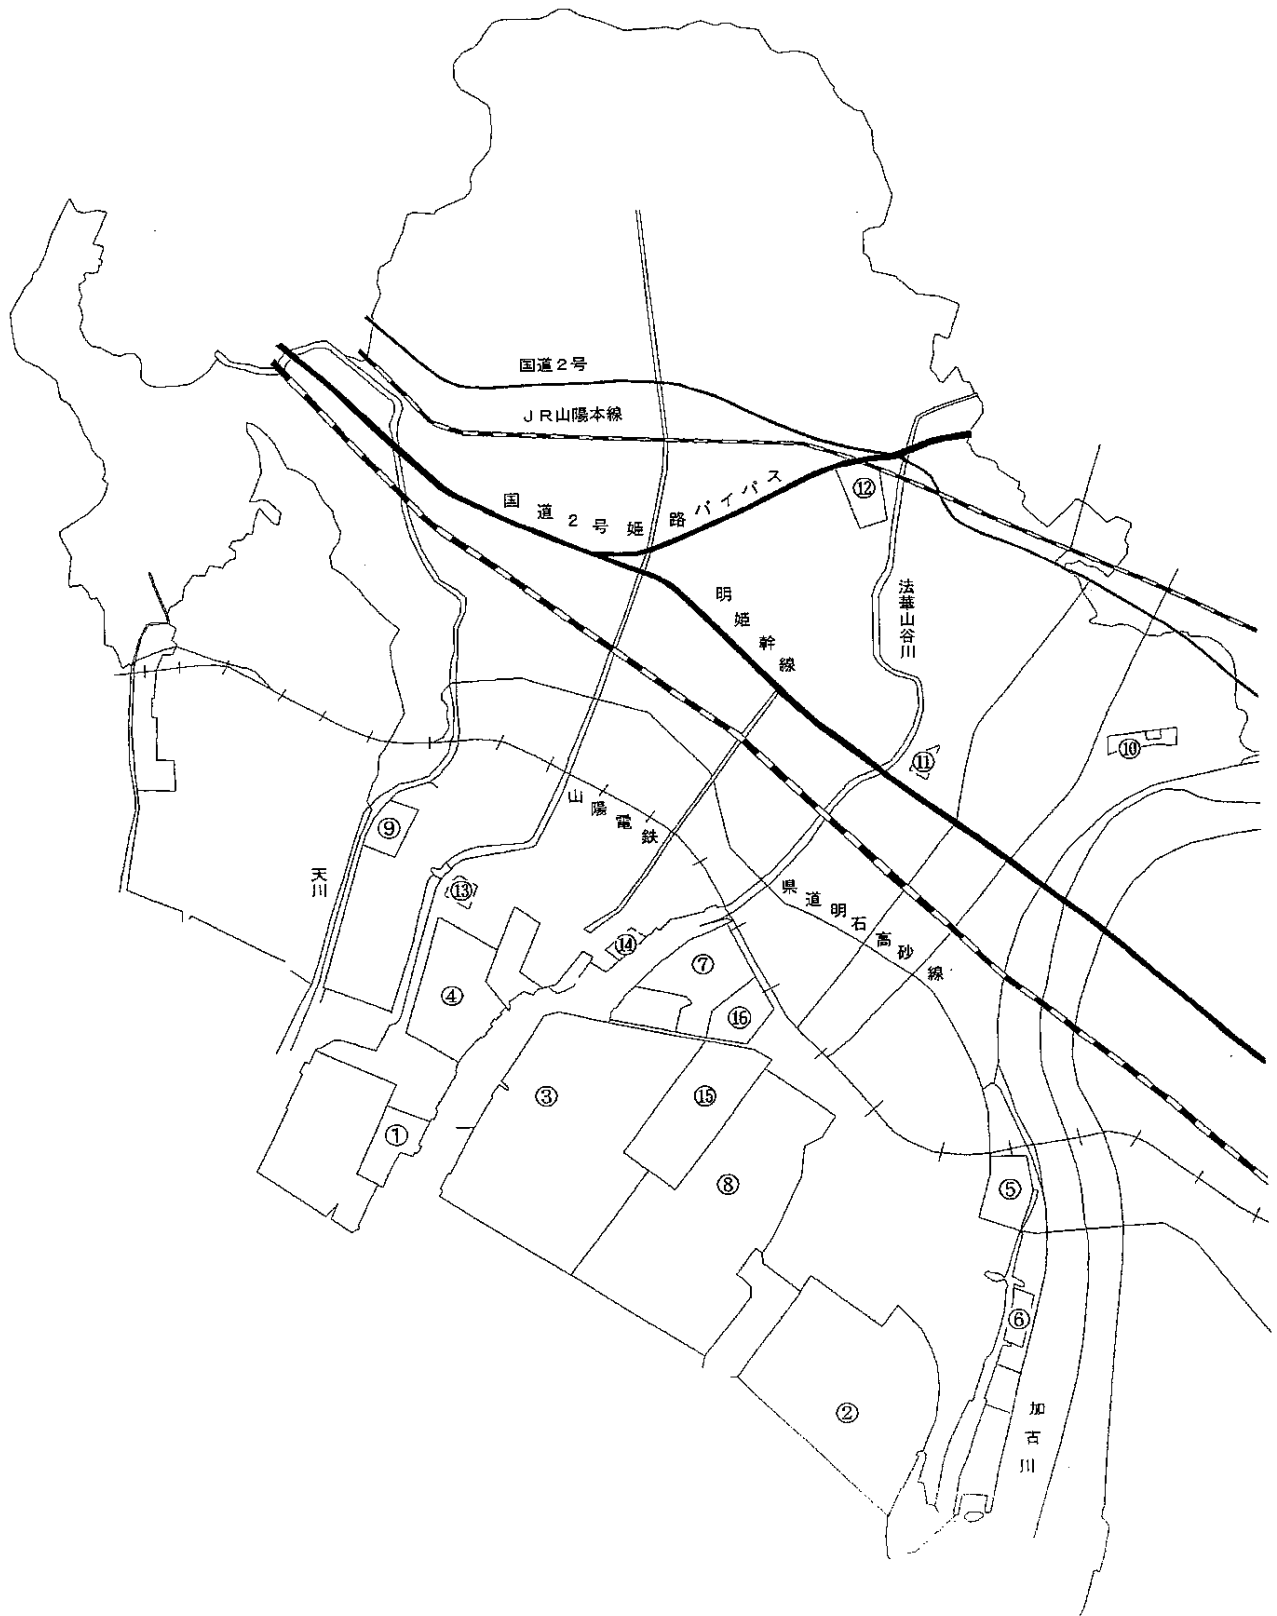 国道２号
ＪＲ山陽本線
国道２号姫路バイパス
⑫
明姫幹線
法華山谷川
⑩
⑪
山陽電鉄
⑨
天川
⑬
県道明石高砂線
⑭
⑦
④
⑯
③
⑮
①
⑧
⑤
⑥
②
加古川